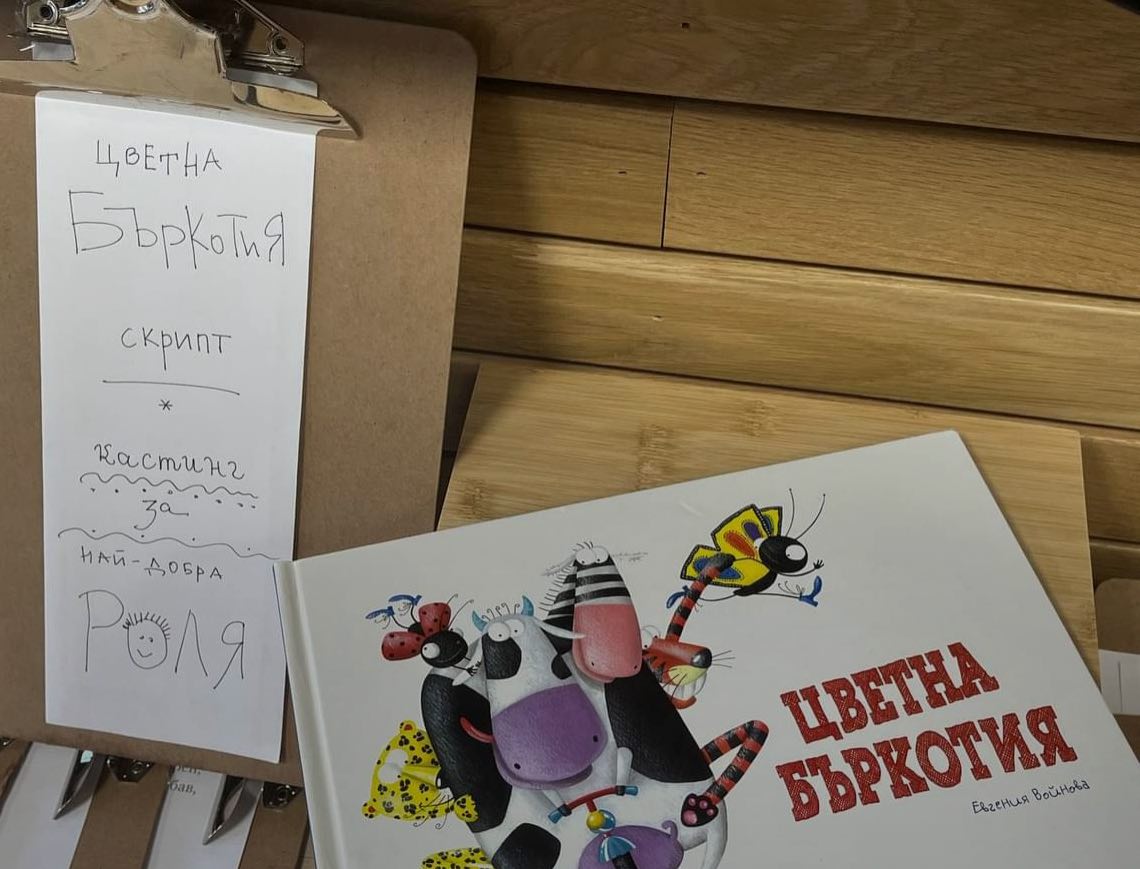 ЦВЕТНА
БЪРКОТИЯ
скрипт
*
кастинг
за
НАЙ-ДОБРА
РОЛЯ
ЦВЕТНА
БЪРКОТИЯ
Евгения Войнова